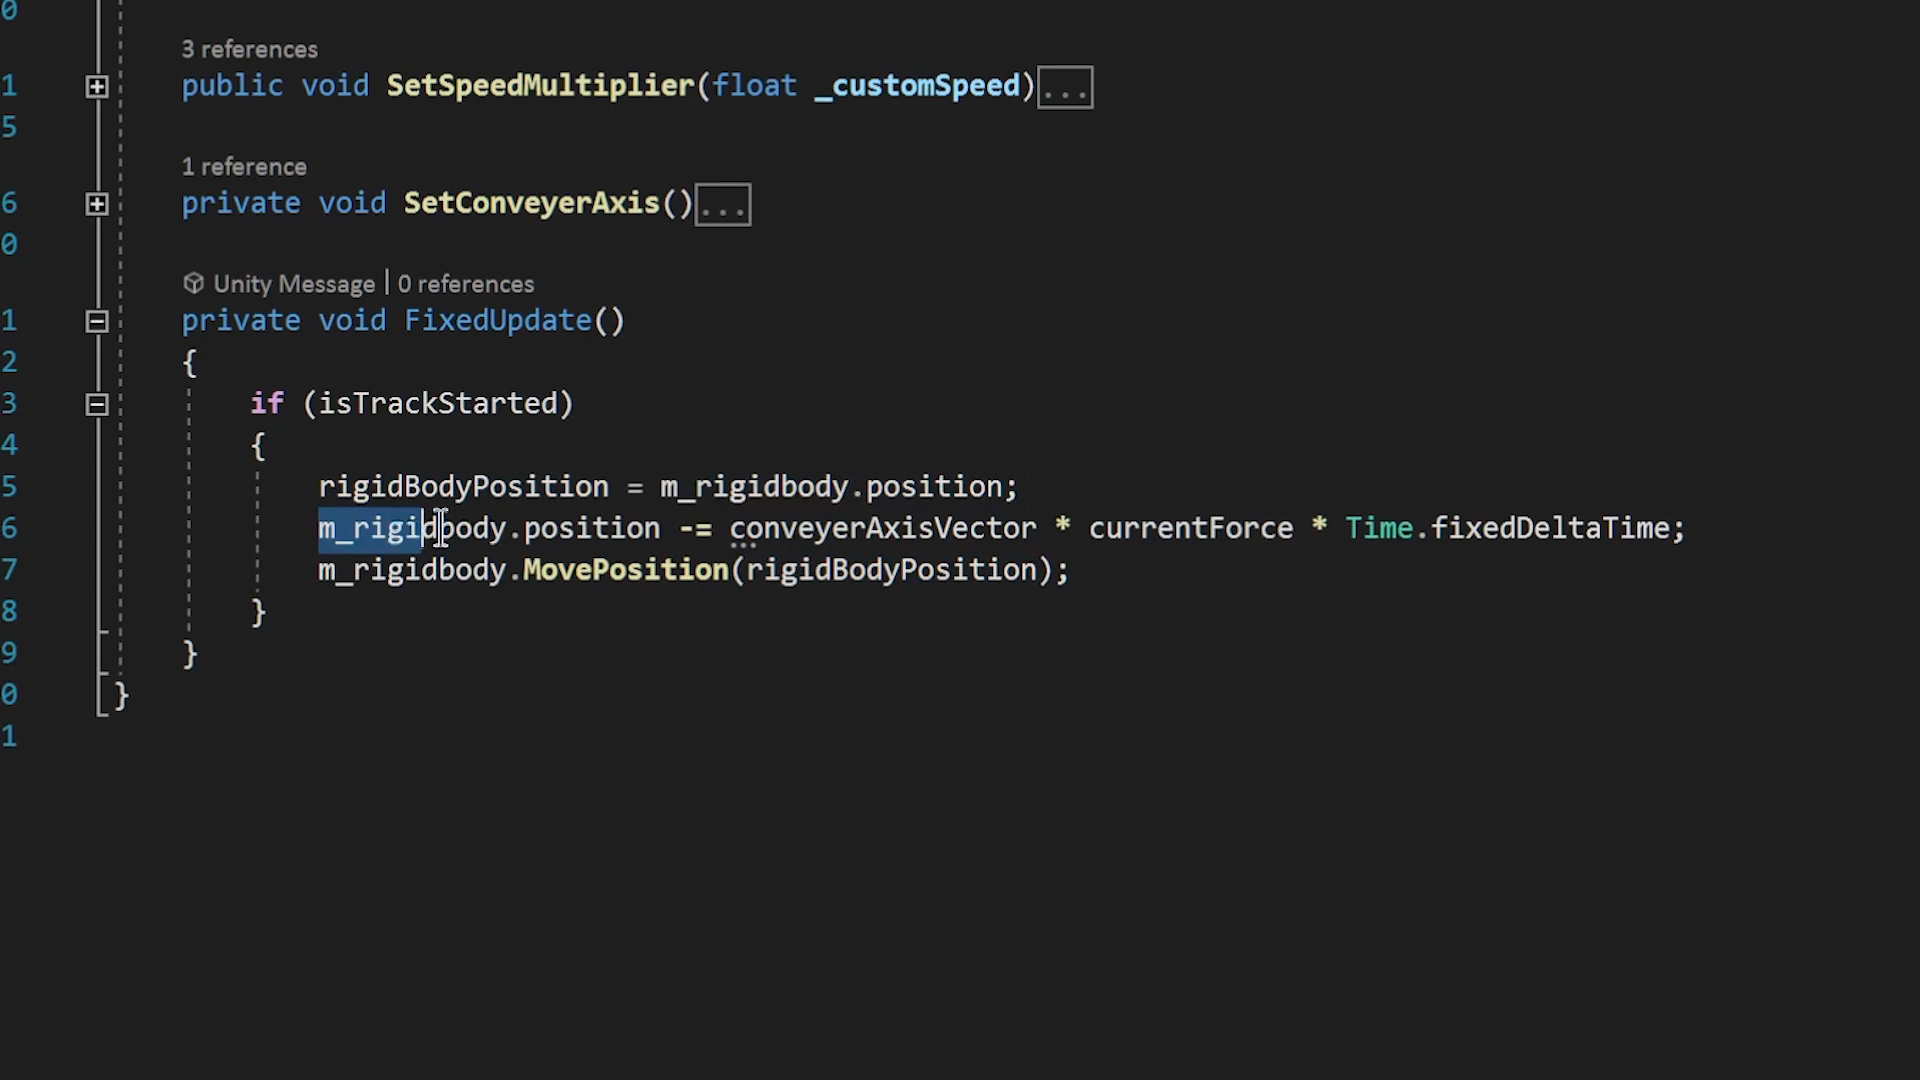 0
3 references
1 public void SetSpeedMultiplier(float _customSpeed)...
5
1 reference
6 private void SetConveyerAxis()...
0
Unity Message | 0 references
1 private void FixedUpdate()
2 {
3 if (isTrackStarted)
4 {
5 rigidBodyPosition = m_rigidbody.position;
6 m_rigidbody.position -= conveyerAxisVector * currentForce * Time.fixedDeltaTime;
7 m_rigidbody.MovePosition(rigidBodyPosition);
8 }
9 }
0 }
1